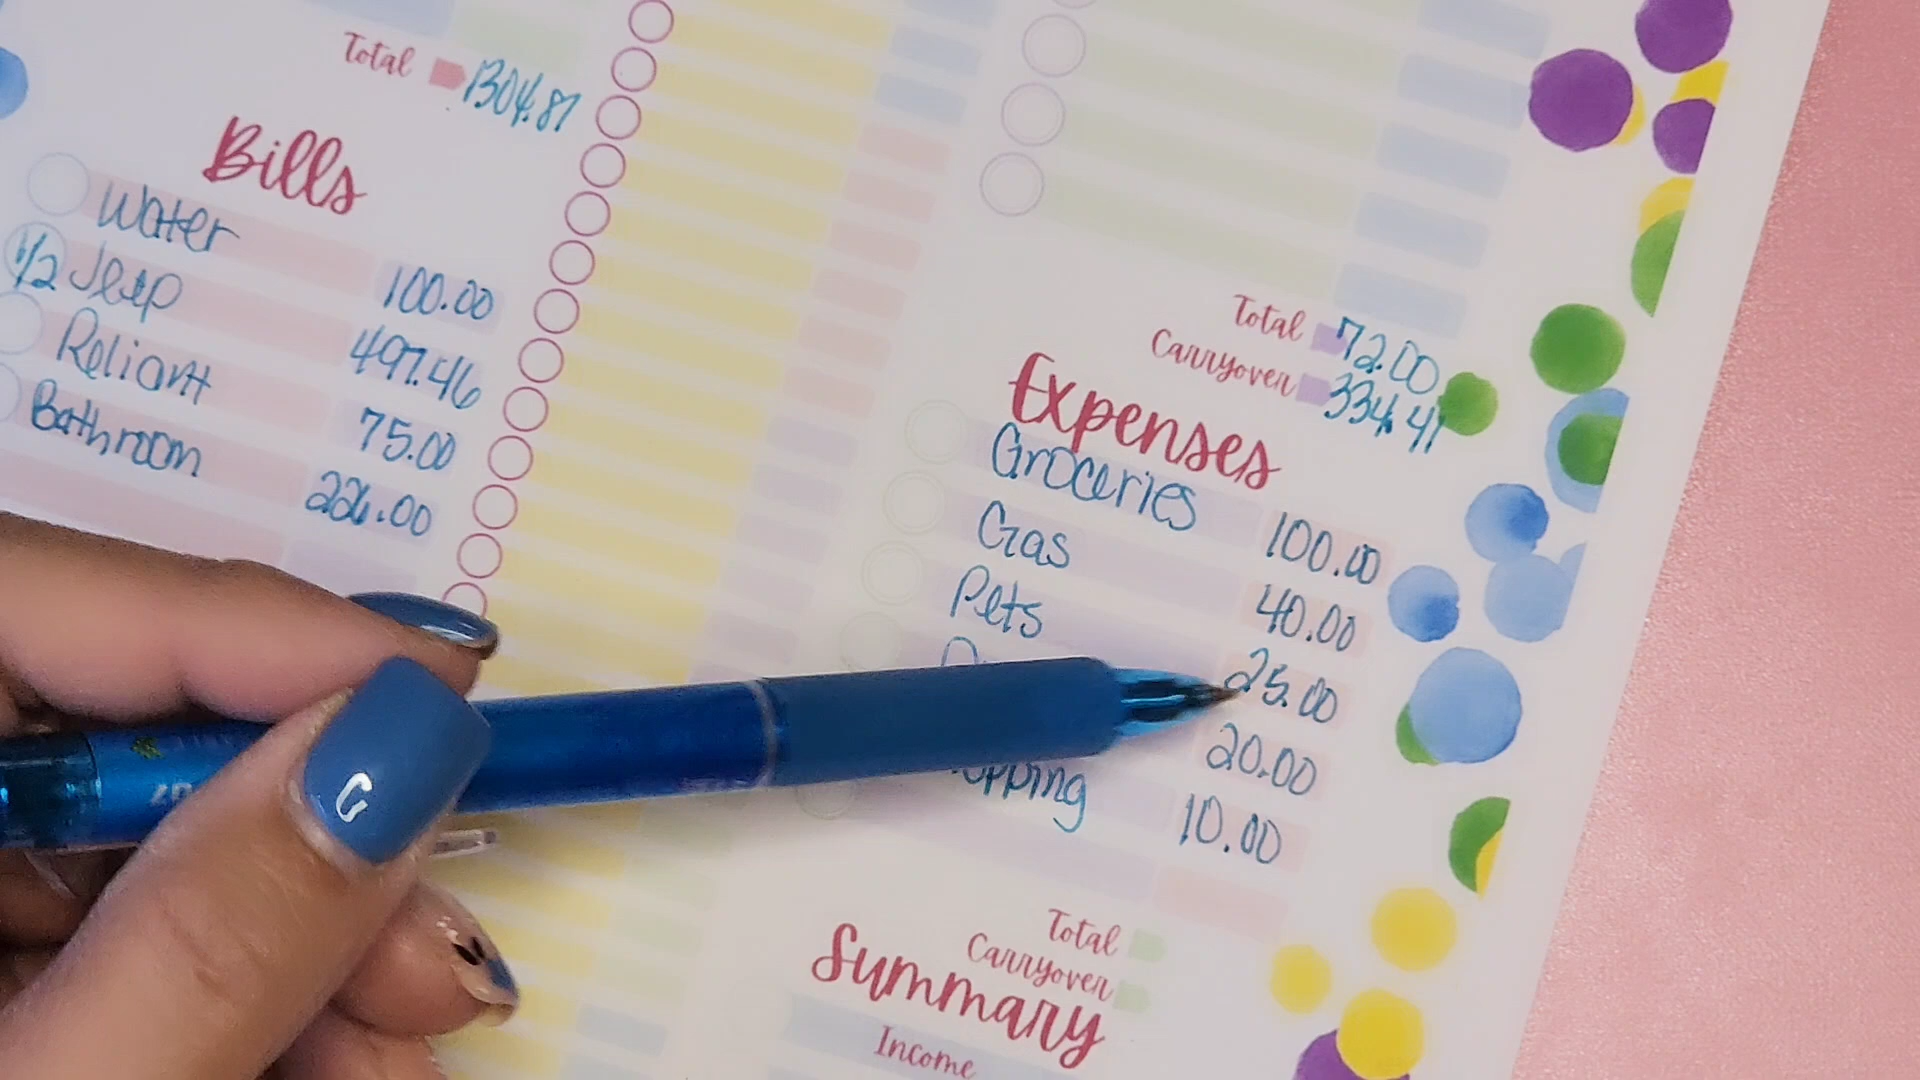 Total 1304.87
Bills
Water 100.00
1/2 Jeep 497.46
Reliant 75.00
Bathroom 226.00
Total 72.00
Carryover 334.41
Expenses
Groceries 100.00
Gas 40.00
Pets 25.00
20.00
10.00
Total
Carryover
Summary
Income